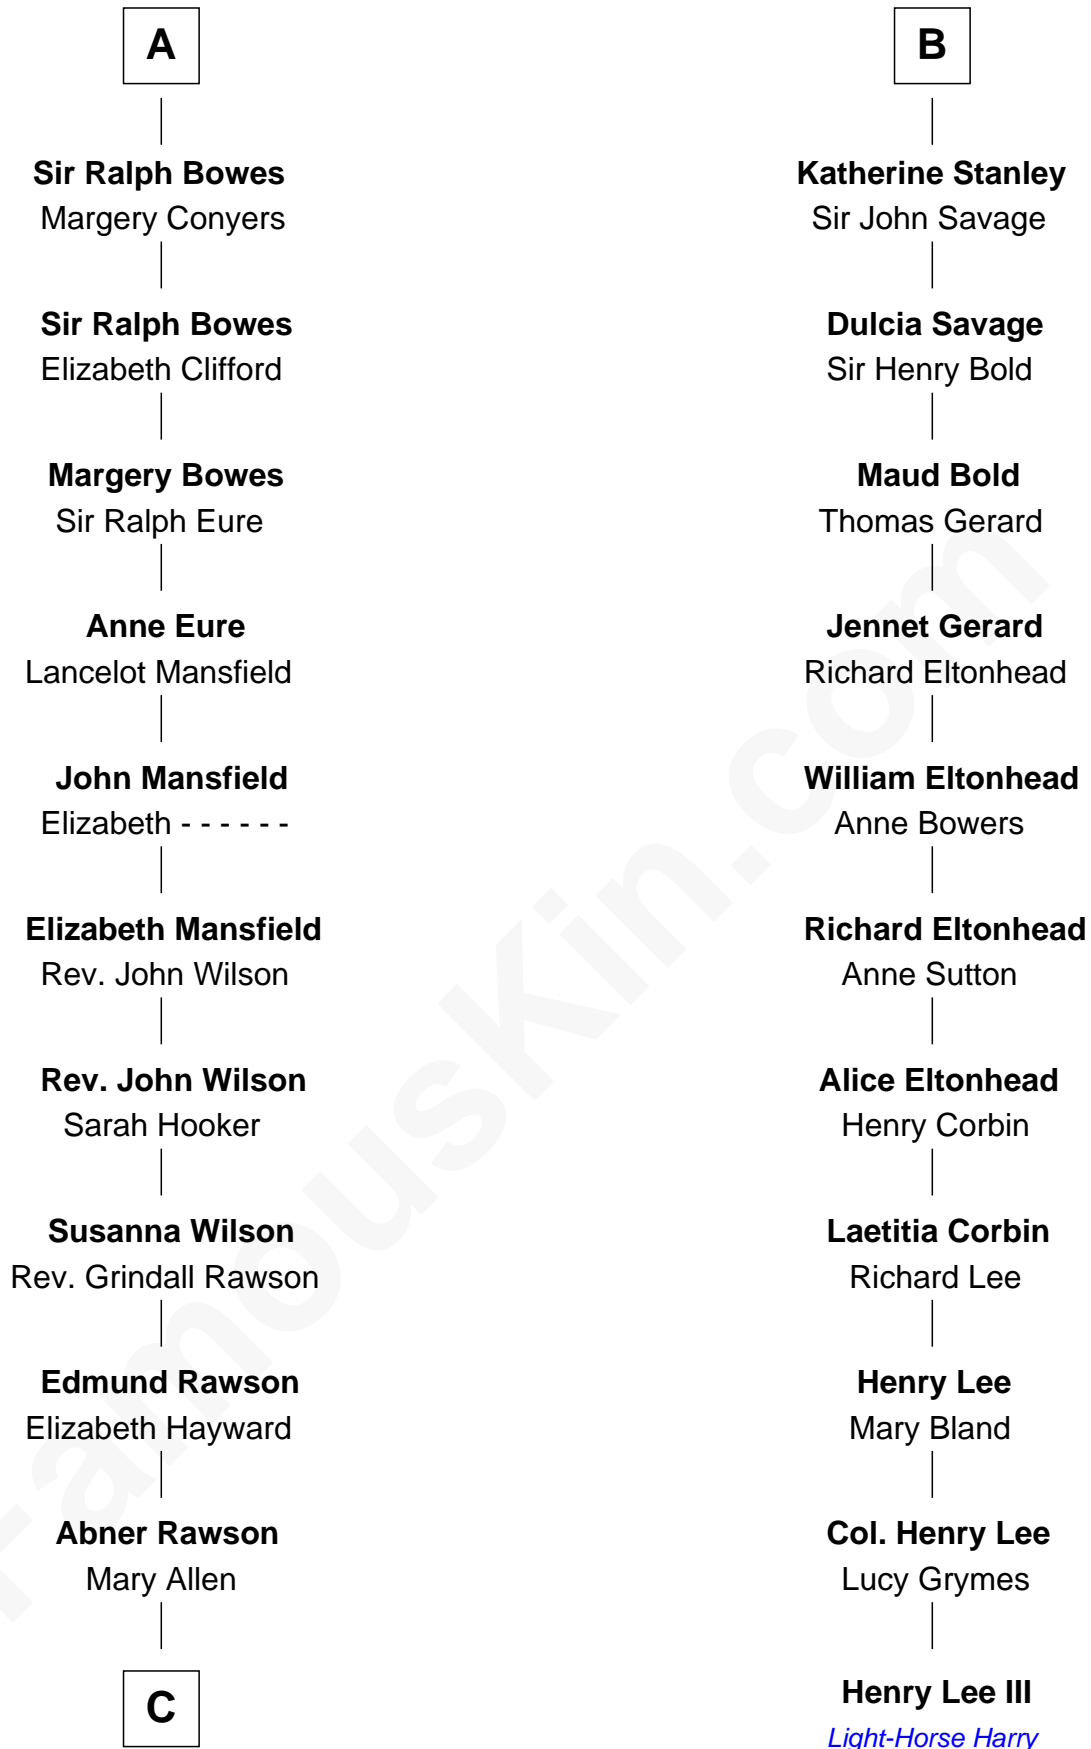 A
Sir Ralph Bowes
Margery Conyers
Sir Ralph Bowes
Elizabeth Clifford
Margery Bowes
Sir Ralph Eure
Anne Eure
Lancelot Mansfield
John Mansfield
Elizabeth - - - - - -
Elizabeth Mansfield
Rev. John Wilson
Rev. John Wilson
Sarah Hooker
Susanna Wilson
Rev. Grindall Rawson
Edmund Rawson
Elizabeth Hayward
Abner Rawson
Mary Allen
C
B
Katherine Stanley
Sir John Savage
Dulcia Savage
Sir Henry Bold
Maud Bold
Thomas Gerard
Jennet Gerard
Richard Eltonhead
William Eltonhead
Anne Bowers
Richard Eltonhead
Anne Sutton
Alice Eltonhead
Henry Corbin
Laetitia Corbin
Richard Lee
Henry Lee
Mary Bland
Col. Henry Lee
Lucy Grymes
Henry Lee III
Light-Horse Harry
FamousKin.com